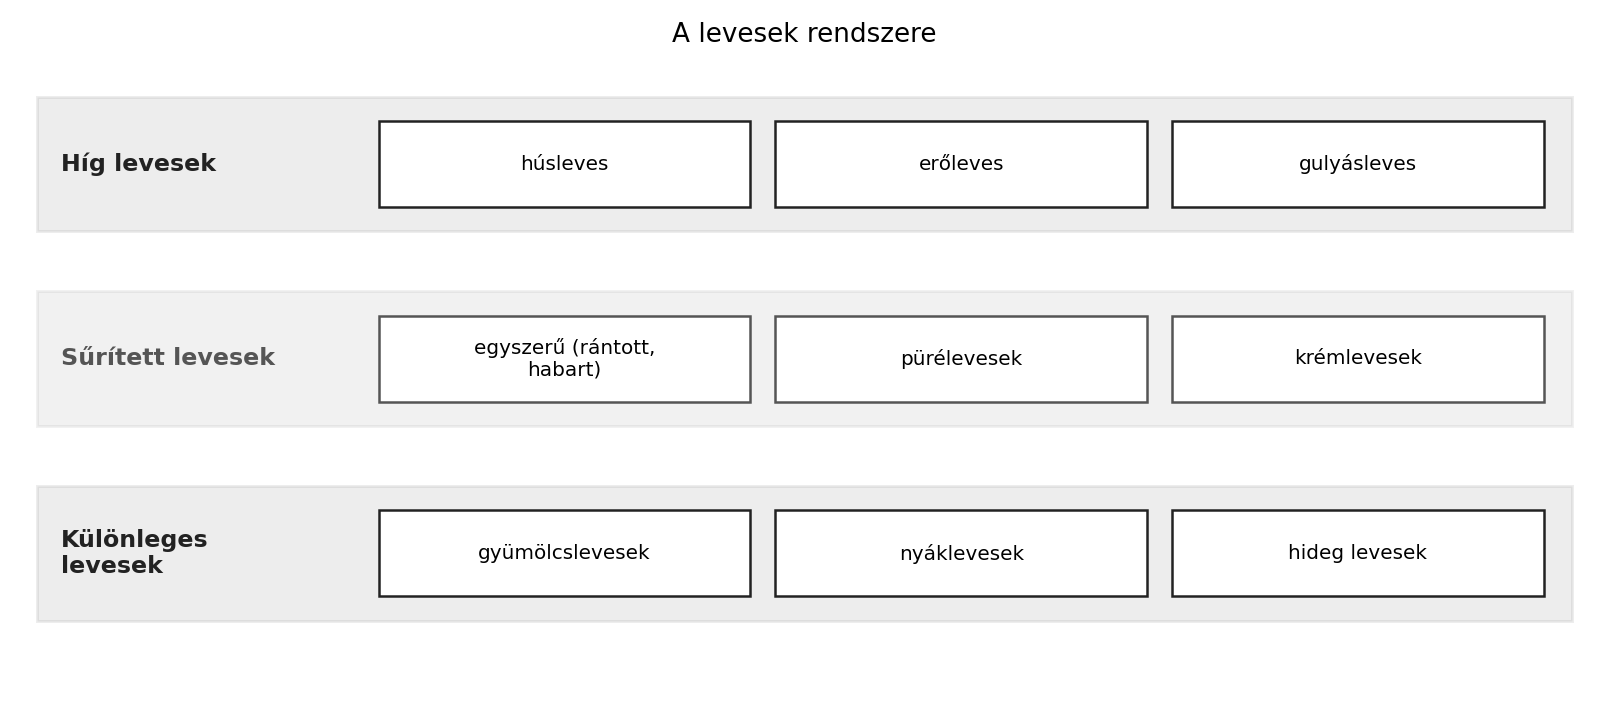 A levesek rendszere
Híg levesek
húsleves
erőleves
gulyásleves
Sűrített levesek
egyszerű (rántott,
habart)
pürélevesek
krémlevesek
Különleges
levesek
gyümölcslevesek
nyáklevesek
hideg levesek